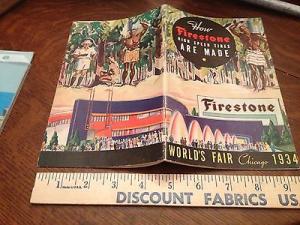 How
Firestone
HIGH SPEED TIRES
ARE MADE
Firestone
WORLD'S FAIR Chicago 1934
1 2 3 4 5 6 7 8 9
DISCOUNT FABRICS US